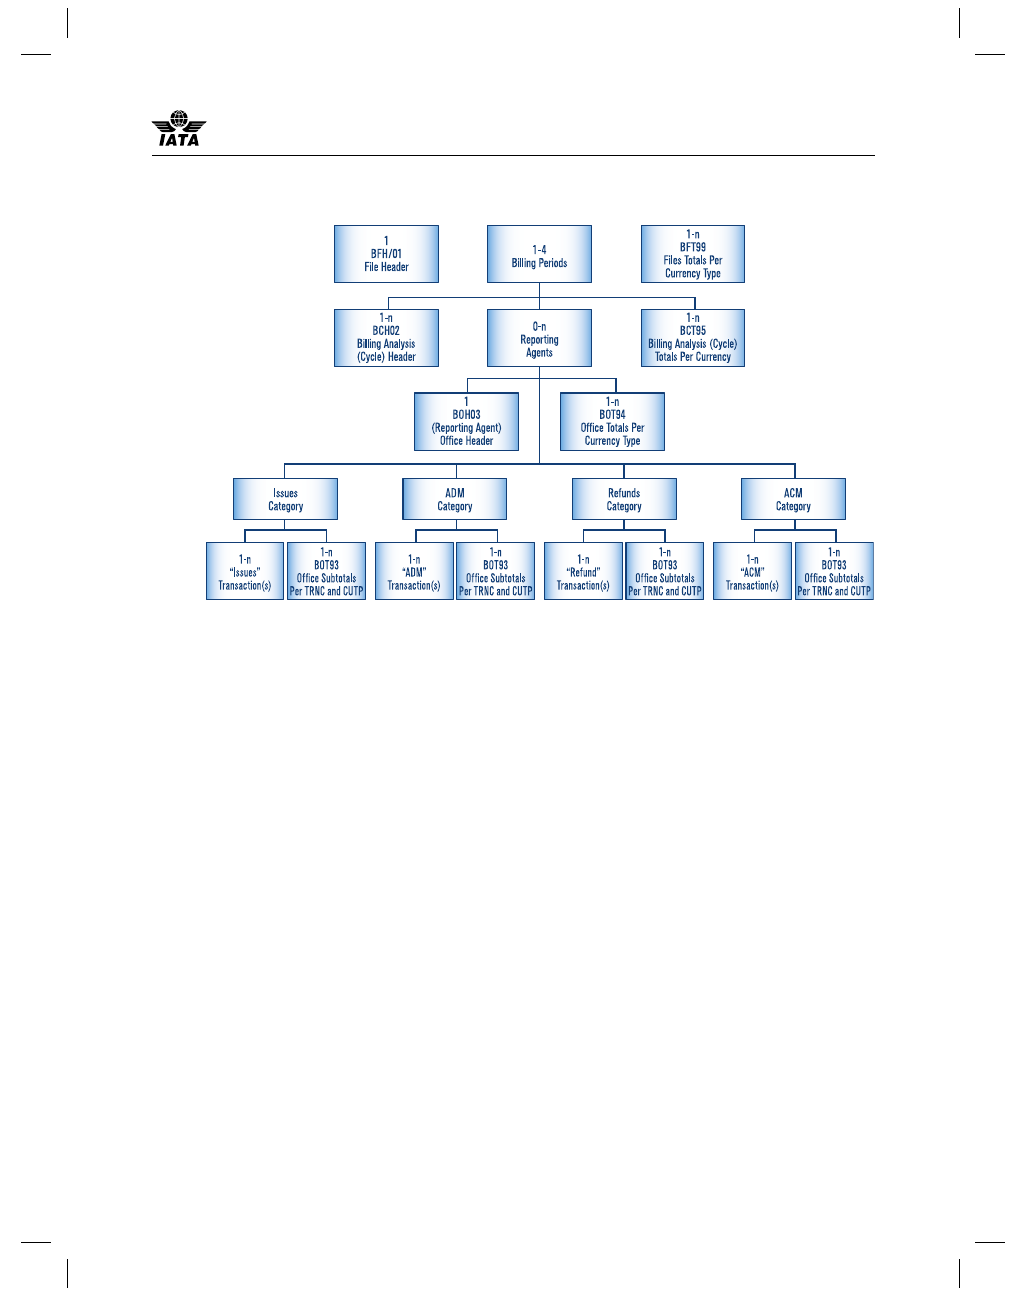 IATA
1
BFH/01
File Header
1-4
Billing Periods
1-n
BFT99
Files Totals Per
Currency Type
1-n
BCH02
Billing Analysis
(Cycle) Header
0-n
Reporting
Agents
1-n
BCT95
Billing Analysis (Cycle)
Totals Per Currency
1
BOH03
(Reporting Agent)
Office Header
1-n
BOT94
Office Totals Per
Currency Type
Issues
Category
ADM
Category
Refunds
Category
ACM
Category
1-n
“Issues”
Transaction(s)
1-n
BOT93
Office Subtotals
Per TRNC and CUTP
1-n
“ADM”
Transaction(s)
1-n
BOT93
Office Subtotals
Per TRNC and CUTP
1-n
“Refund”
Transaction(s)
1-n
BOT93
Office Subtotals
Per TRNC and CUTP
1-n
“ACM”
Transaction(s)
1-n
BOT93
Office Subtotals
Per TRNC and CUTP